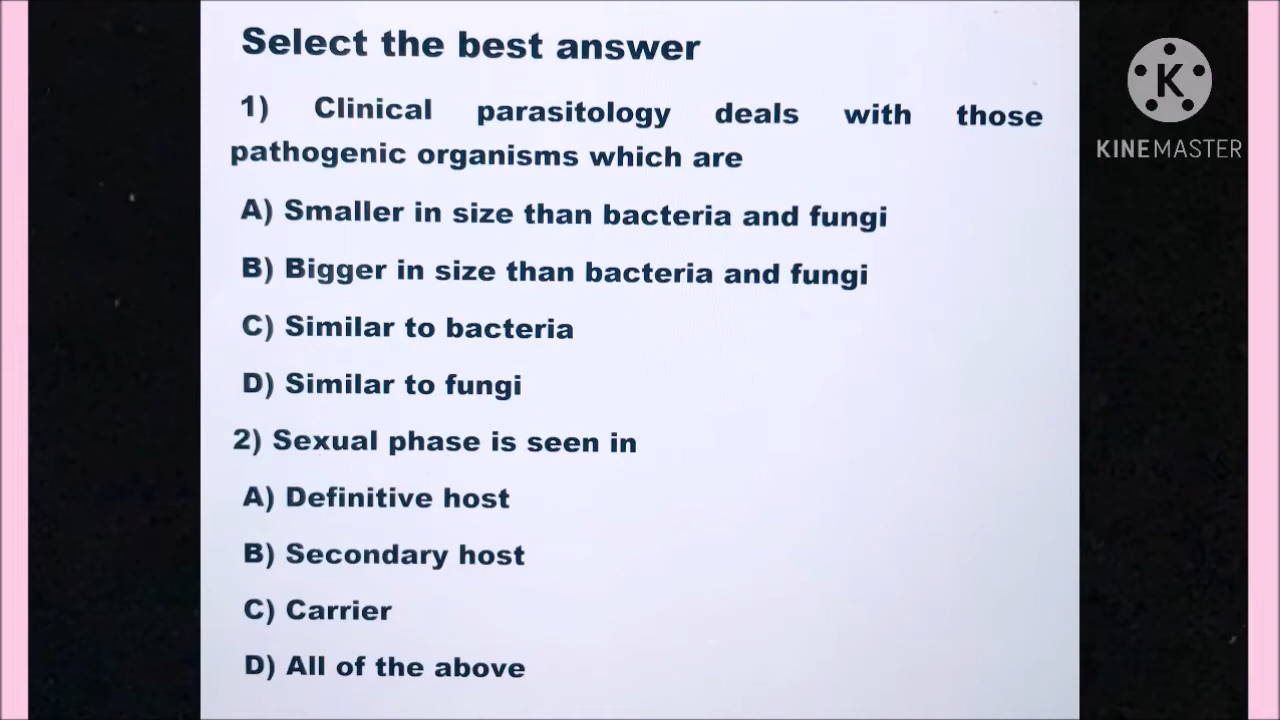 Select the best answer
1) Clinical parasitology deals with those
pathogenic organisms which are
A) Smaller in size than bacteria and fungi
B) Bigger in size than bacteria and fungi
C) Similar to bacteria
D) Similar to fungi
2) Sexual phase is seen in
A) Definitive host
B) Secondary host
C) Carrier
D) All of the above
K
KINEMASTER